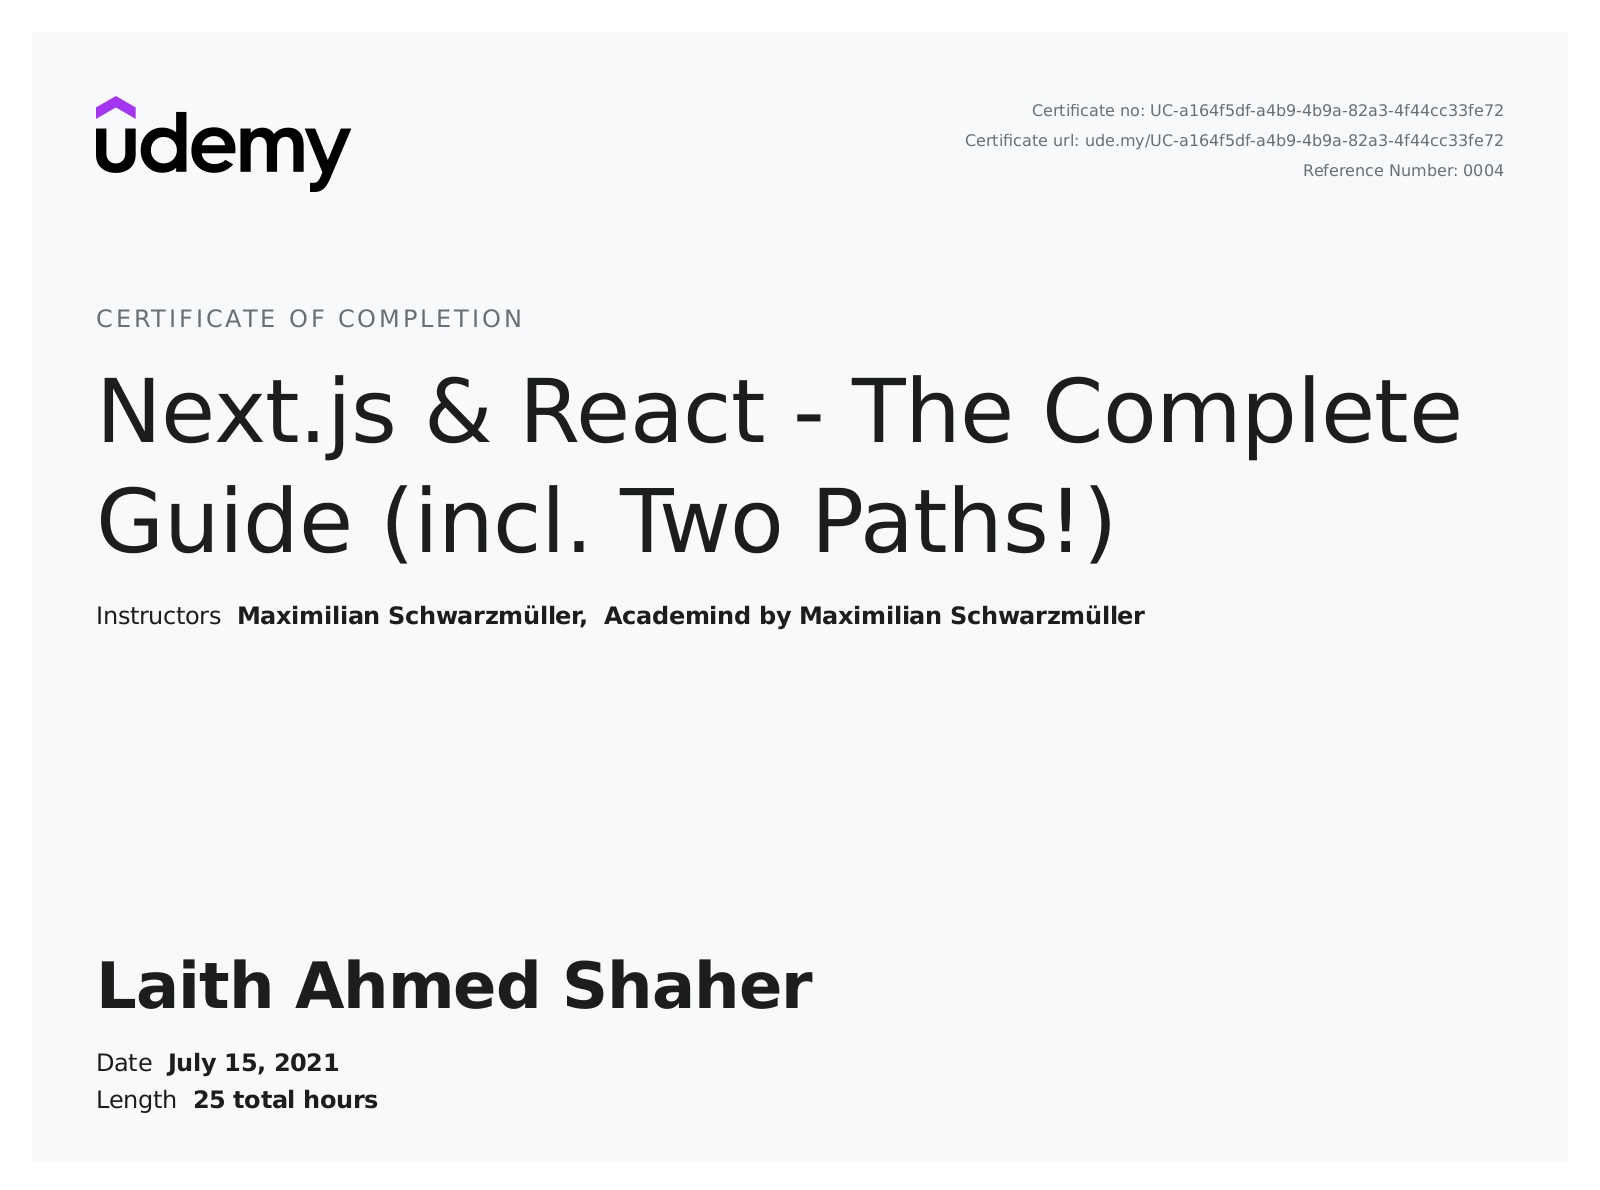 udemy
Certificate no: UC-a164f5df-a4b9-4b9a-82a3-4f44cc33fe72
Certificate url: ude.my/UC-a164f5df-a4b9-4b9a-82a3-4f44cc33fe72
Reference Number: 0004
CERTIFICATE OF COMPLETION
Next.js & React - The Complete
Guide (incl. Two Paths!)
Instructors Maximilian Schwarzmüller, Academind by Maximilian Schwarzmüller
Laith Ahmed Shaher
Date July 15, 2021
Length 25 total hours